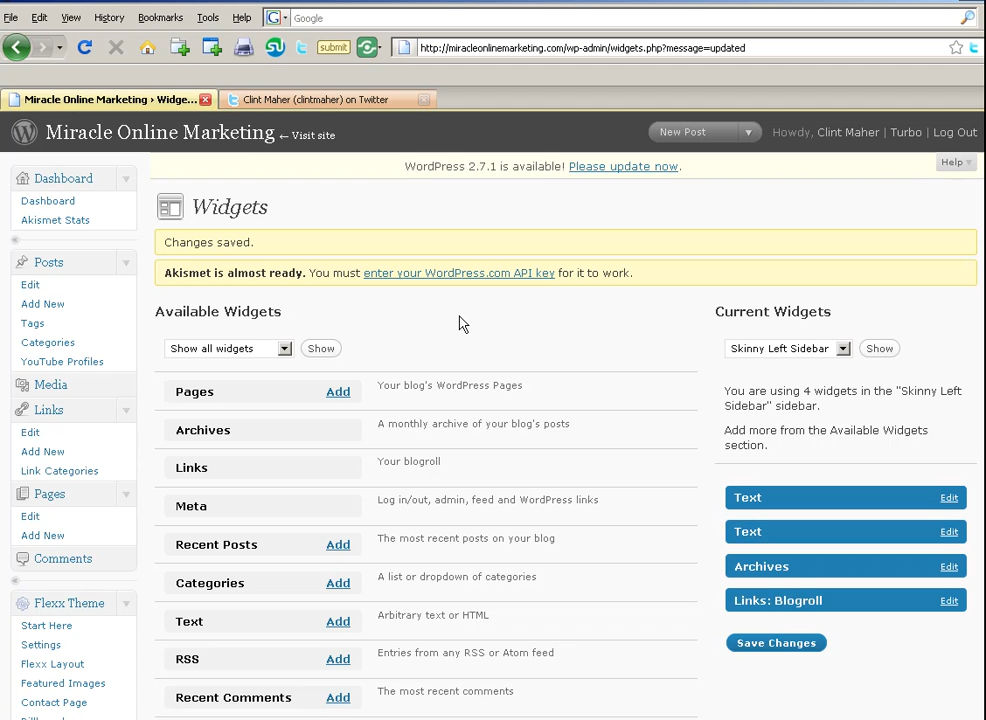 File Edit View History Bookmarks Tools Help G Google
submit http://miracleonlinemarketing.com/wp-admin/widgets.php?message=updated
Miracle Online Marketing › Widge... Clint Maher (clintmaher) on Twitter
Miracle Online Marketing ← Visit site New Post Howdy, Clint Maher | Turbo | Log Out
WordPress 2.7.1 is available! Please update now. Help
Dashboard
Dashboard
Akismet Stats
Posts
Edit
Add New
Tags
Categories
YouTube Profiles
Media
Links
Edit
Add New
Link Categories
Pages
Edit
Add New
Comments
Flexx Theme
Start Here
Settings
Flexx Layout
Featured Images
Contact Page
Widgets
Changes saved.
Akismet is almost ready. You must enter your WordPress.com API key for it to work.
Available Widgets
Show all widgets Show
Pages Add Your blog's WordPress Pages
Archives A monthly archive of your blog's posts
Links Your blogroll
Meta Log in/out, admin, feed and WordPress links
Recent Posts Add The most recent posts on your blog
Categories Add A list or dropdown of categories
Text Add Arbitrary text or HTML
RSS Add Entries from any RSS or Atom feed
Recent Comments Add The most recent comments
Current Widgets
Skinny Left Sidebar Show
You are using 4 widgets in the "Skinny Left
Sidebar" sidebar.
Add more from the Available Widgets
section.
Text Edit
Text Edit
Archives Edit
Links: Blogroll Edit
Save Changes